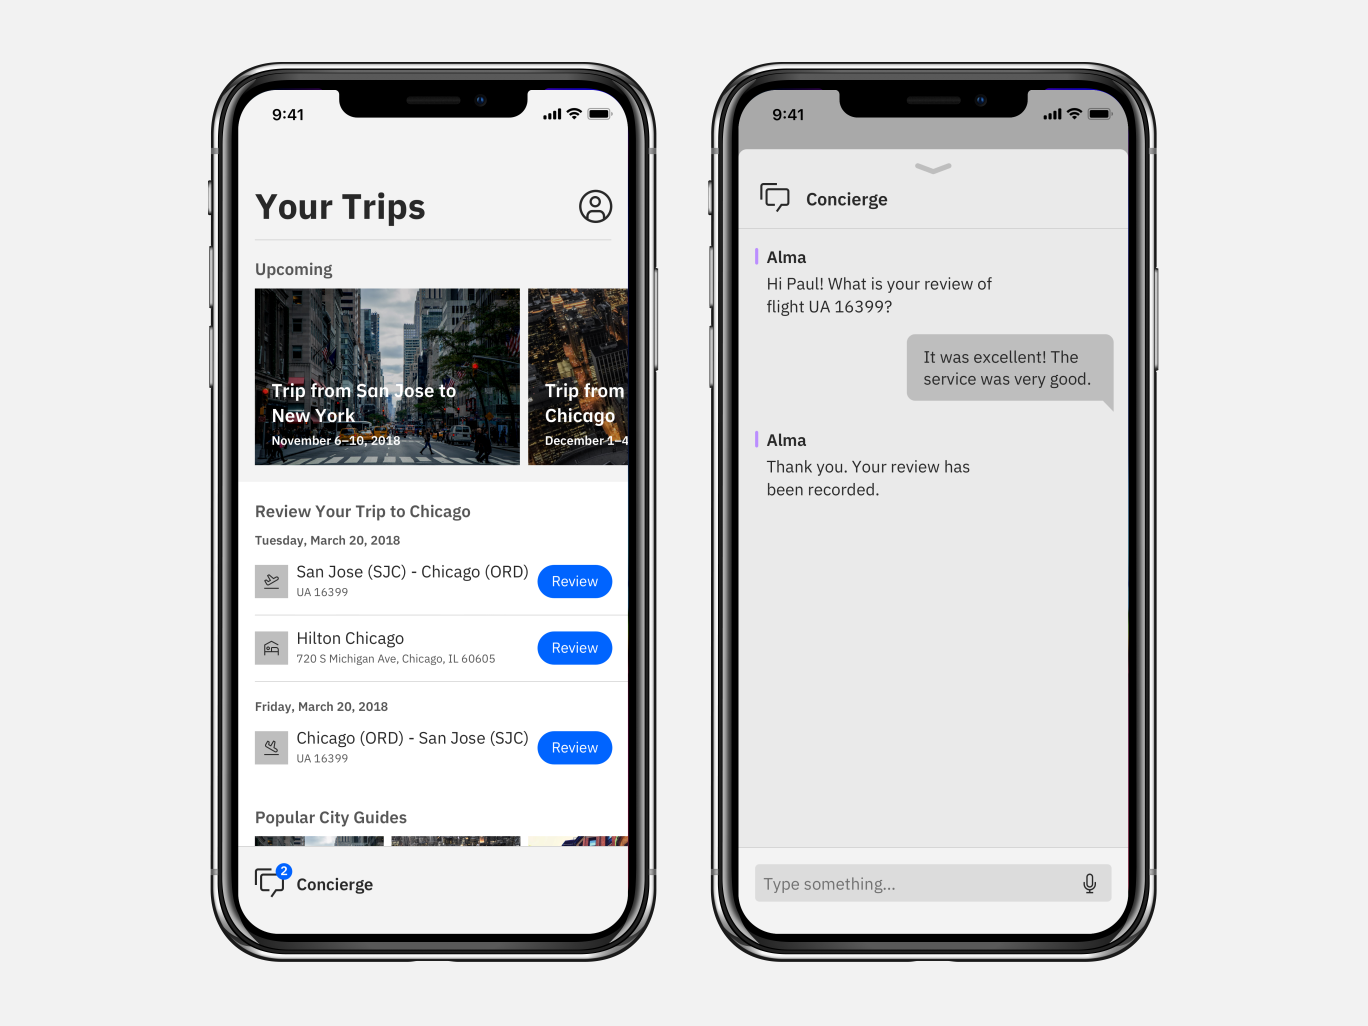 9:41
Your Trips
Upcoming
Trip from San Jose to
New York
November 6–10, 2018
Trip from
Chicago
December 1–4
Review Your Trip to Chicago
Tuesday, March 20, 2018
San Jose (SJC) - Chicago (ORD)
UA 16399
Review
Hilton Chicago
720 S Michigan Ave, Chicago, IL 60605
Review
Friday, March 20, 2018
Chicago (ORD) - San Jose (SJC)
UA 16399
Review
Popular City Guides
2
Concierge
9:41
Concierge
Alma
Hi Paul! What is your review of
flight UA 16399?
It was excellent! The
service was very good.
Alma
Thank you. Your review has
been recorded.
Type something...